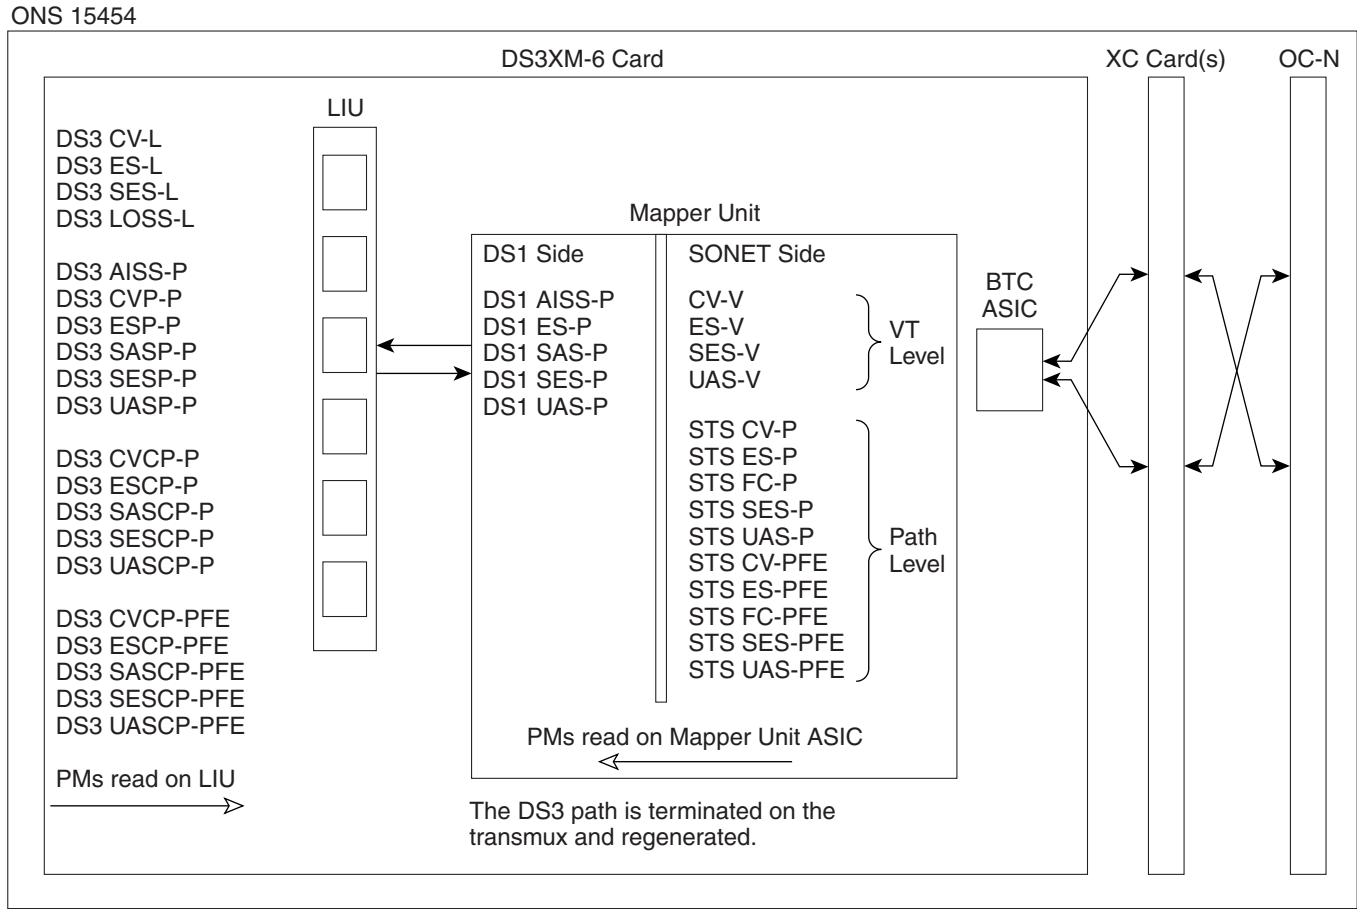 ONS 15454
DS3XM-6 Card
XC Card(s)
OC-N
LIU
DS3 CV-L
DS3 ES-L
DS3 SES-L
DS3 LOSS-L
DS3 AISS-P
DS3 CVP-P
DS3 ESP-P
DS3 SASP-P
DS3 SESP-P
DS3 UASP-P
DS3 CVCP-P
DS3 ESCP-P
DS3 SASCP-P
DS3 SESCP-P
DS3 UASCP-P
DS3 CVCP-PFE
DS3 ESCP-PFE
DS3 SASCP-PFE
DS3 SESCP-PFE
DS3 UASCP-PFE
PMs read on LIU
Mapper Unit
DS1 Side
DS1 AISS-P
DS1 ES-P
DS1 SAS-P
DS1 SES-P
DS1 UAS-P
SONET Side
CV-V
ES-V
SES-V
UAS-V
VT
Level
STS CV-P
STS ES-P
STS FC-P
STS SES-P
STS UAS-P
STS CV-PFE
STS ES-PFE
STS FC-PFE
STS SES-PFE
STS UAS-PFE
Path
Level
PMs read on Mapper Unit ASIC
The DS3 path is terminated on the
transmux and regenerated.
BTC
ASIC